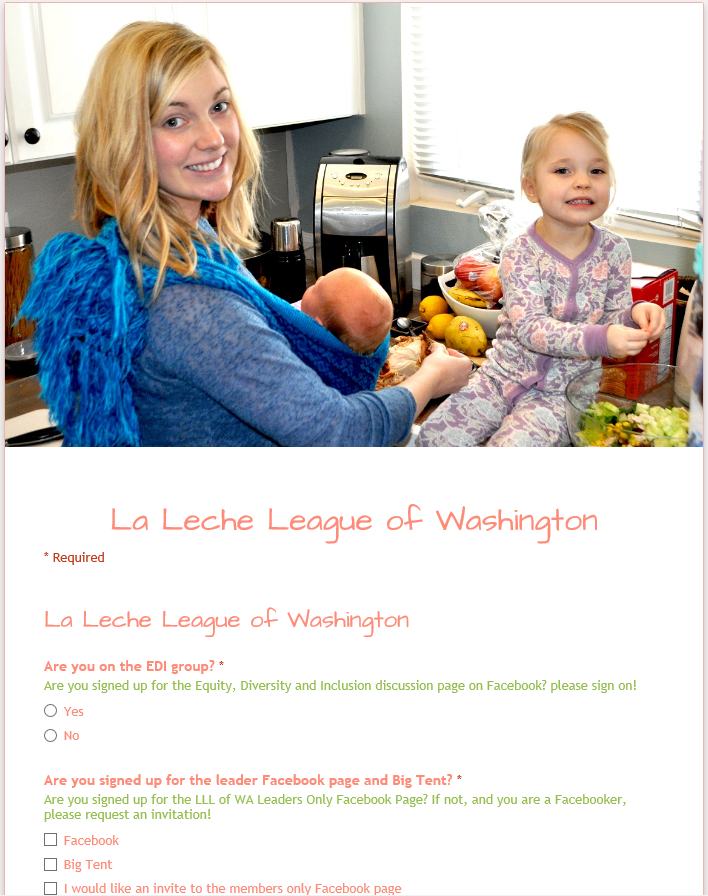 La Leche League of Washington
* Required
La Leche League of Washington
Are you on the EDI group? *
Are you signed up for the Equity, Diversity and Inclusion discussion page on Facebook? please sign on!
Yes
No
Are you signed up for the leader Facebook page and Big Tent? *
Are you signed up for the LLL of WA Leaders Only Facebook Page? If not, and you are a Facebooker,
please request an invitation!
Facebook
Big Tent
I would like an invite to the members only Facebook page